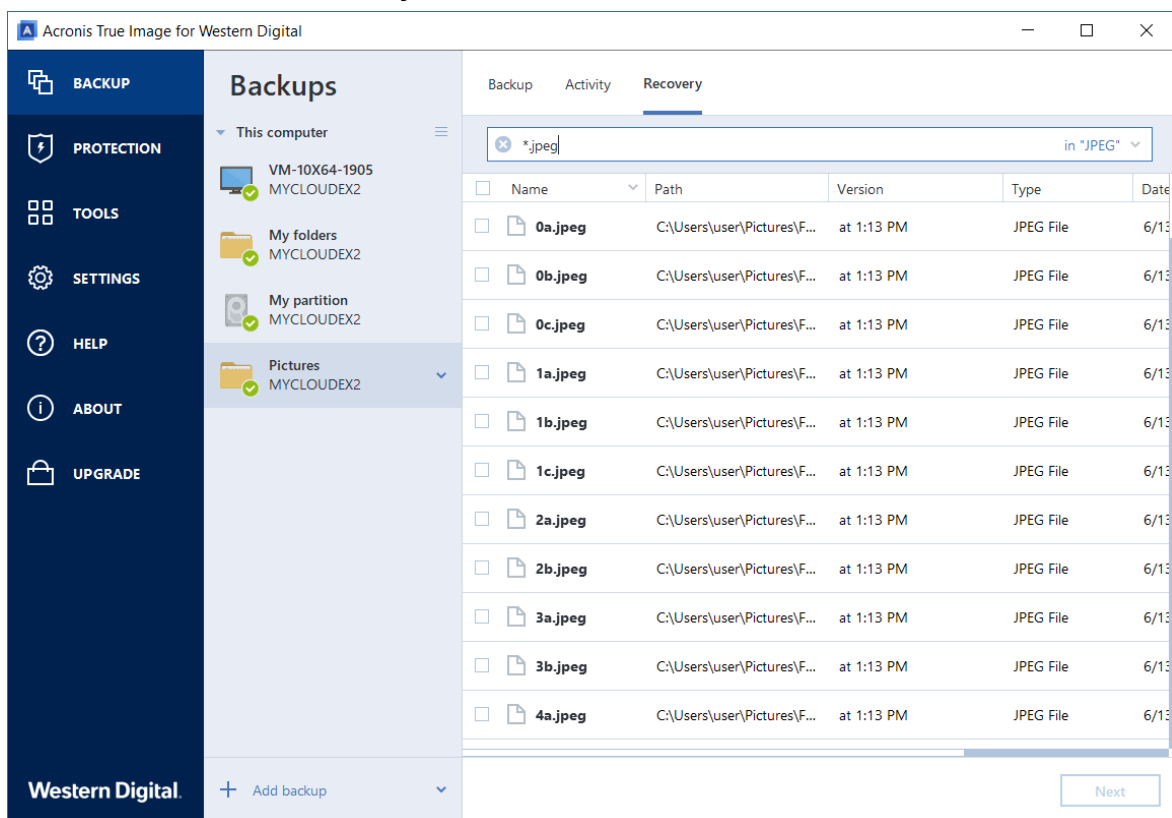 Acronis True Image for Western Digital
BACKUP
PROTECTION
TOOLS
SETTINGS
HELP
ABOUT
UPGRADE
Western Digital.
Backups
This computer
VM-10X64-1905
MYCLOUDEX2
My folders
MYCLOUDEX2
My partition
MYCLOUDEX2
Pictures
MYCLOUDEX2
Add backup
Backup Activity Recovery
*.jpeg in "JPEG"
Name Path Version Type Date
0a.jpeg C:\Users\user\Pictures\F... at 1:13 PM JPEG File 6/13
0b.jpeg C:\Users\user\Pictures\F... at 1:13 PM JPEG File 6/13
0c.jpeg C:\Users\user\Pictures\F... at 1:13 PM JPEG File 6/13
1a.jpeg C:\Users\user\Pictures\F... at 1:13 PM JPEG File 6/13
1b.jpeg C:\Users\user\Pictures\F... at 1:13 PM JPEG File 6/13
1c.jpeg C:\Users\user\Pictures\F... at 1:13 PM JPEG File 6/13
2a.jpeg C:\Users\user\Pictures\F... at 1:13 PM JPEG File 6/13
2b.jpeg C:\Users\user\Pictures\F... at 1:13 PM JPEG File 6/13
3a.jpeg C:\Users\user\Pictures\F... at 1:13 PM JPEG File 6/13
3b.jpeg C:\Users\user\Pictures\F... at 1:13 PM JPEG File 6/13
4a.jpeg C:\Users\user\Pictures\F... at 1:13 PM JPEG File 6/13
Next